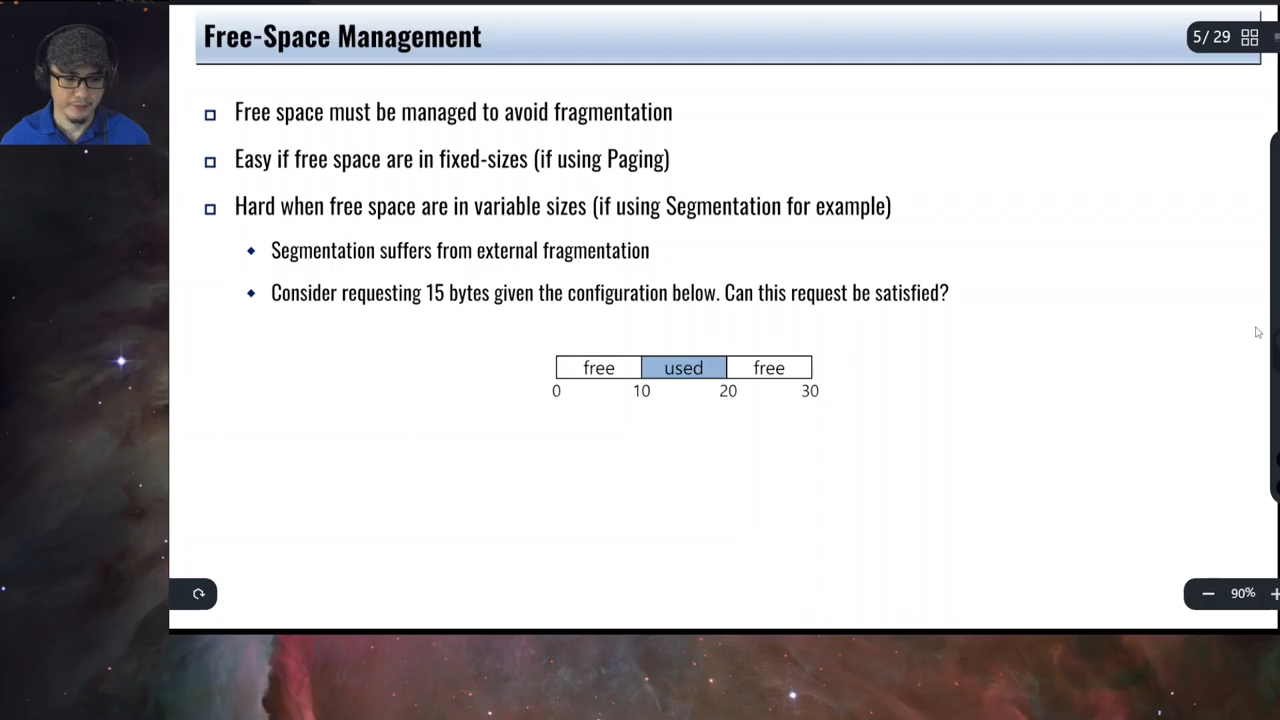 Free-Space Management
5/ 29
Free space must be managed to avoid fragmentation
Easy if free space are in fixed-sizes (if using Paging)
Hard when free space are in variable sizes (if using Segmentation for example)
Segmentation suffers from external fragmentation
Consider requesting 15 bytes given the configuration below. Can this request be satisfied?
free used free
0 10 20 30
90%